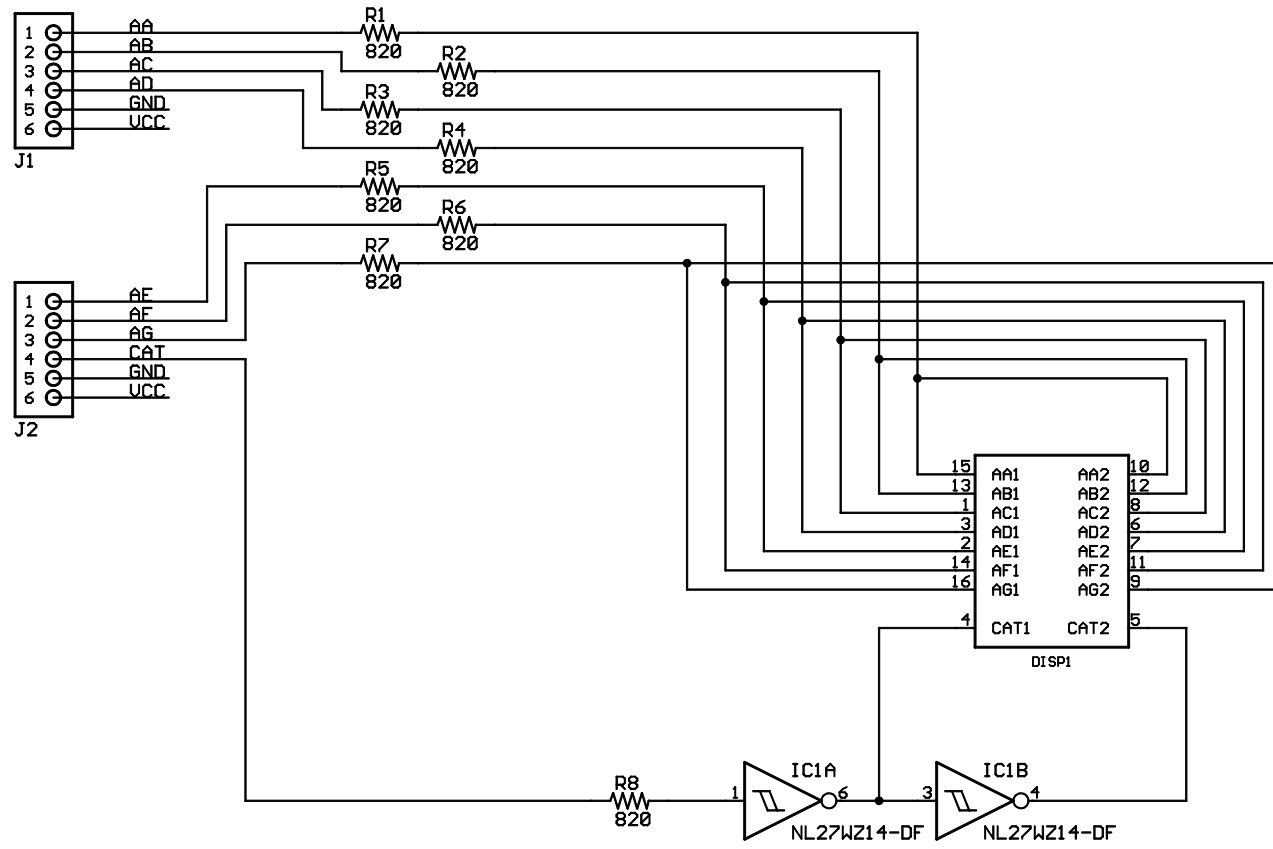 1 AA
2 AB
3 AC
4 AD
5 GND
6 VCC
J1
R1
820
R2
820
R3
820
R4
820
R5
820
R6
820
R7
820
1 AE
2 AF
3 AG
4 CAT
5 GND
6 VCC
J2
15 AA1 AA2 10
13 AB1 AB2 12
1 AC1 AC2 8
3 AD1 AD2 6
2 AE1 AE2 7
14 AF1 AF2 11
16 AG1 AG2 9
4 CAT1 CAT2 5
DISP1
R8
820
IC1A
1 6
NL27WZ14-DF
IC1B
3 4
NL27WZ14-DF